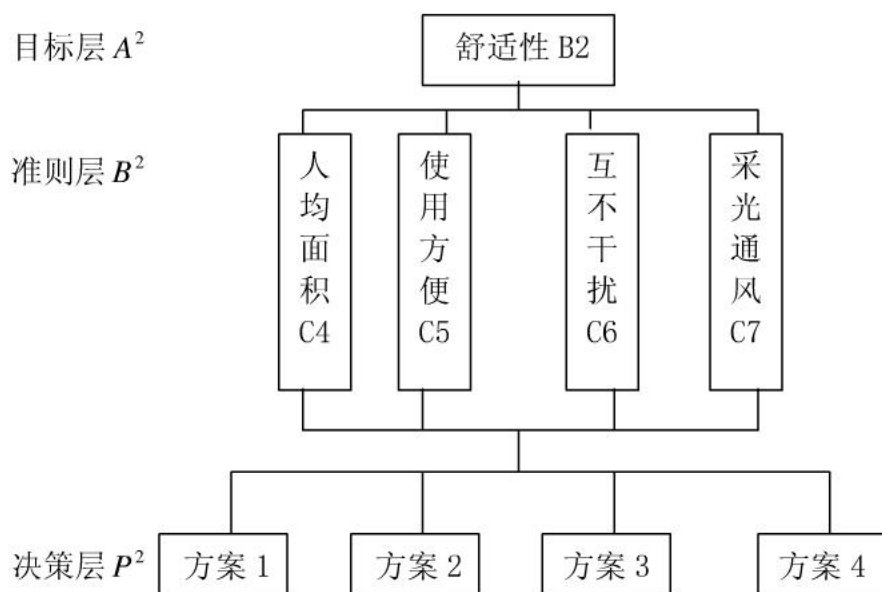 目标层 A²
舒适性 B2
准则层 B²
人均面积 C4
使用方便 C5
互不干扰 C6
采光通风 C7
决策层 P²
方案 1
方案 2
方案 3
方案 4